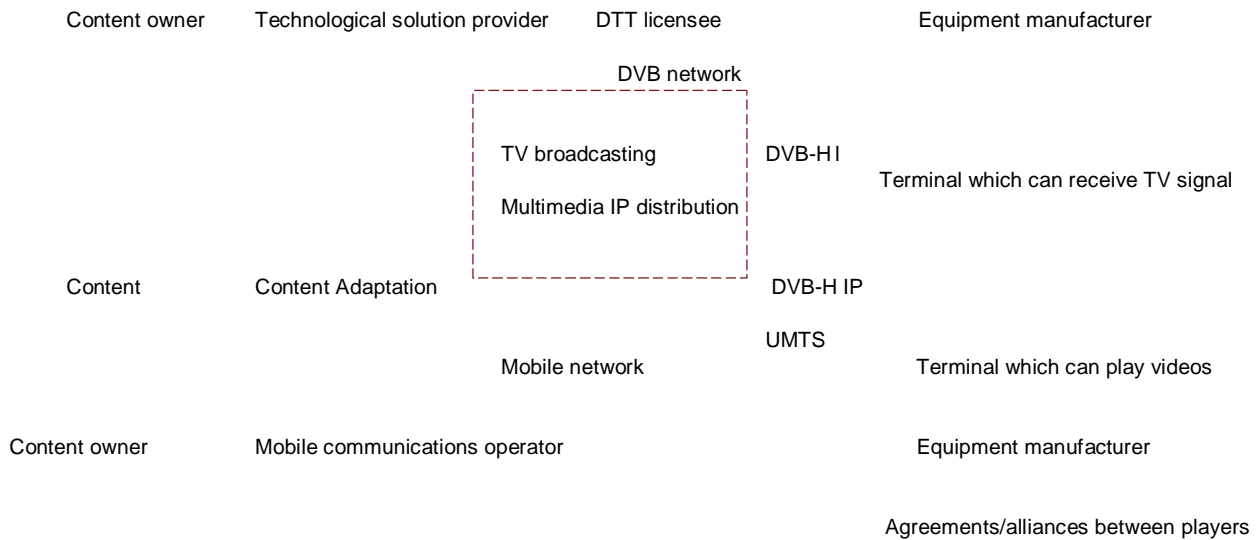 Content owner Technological solution provider DTT licensee Equipment manufacturer
DVB network
TV broadcasting DVB-H I
Terminal which can receive TV signal
Multimedia IP distribution
Content Content Adaptation DVB-H IP
UMTS
Mobile network Terminal which can play videos
Content owner Mobile communications operator Equipment manufacturer
Agreements/alliances between players